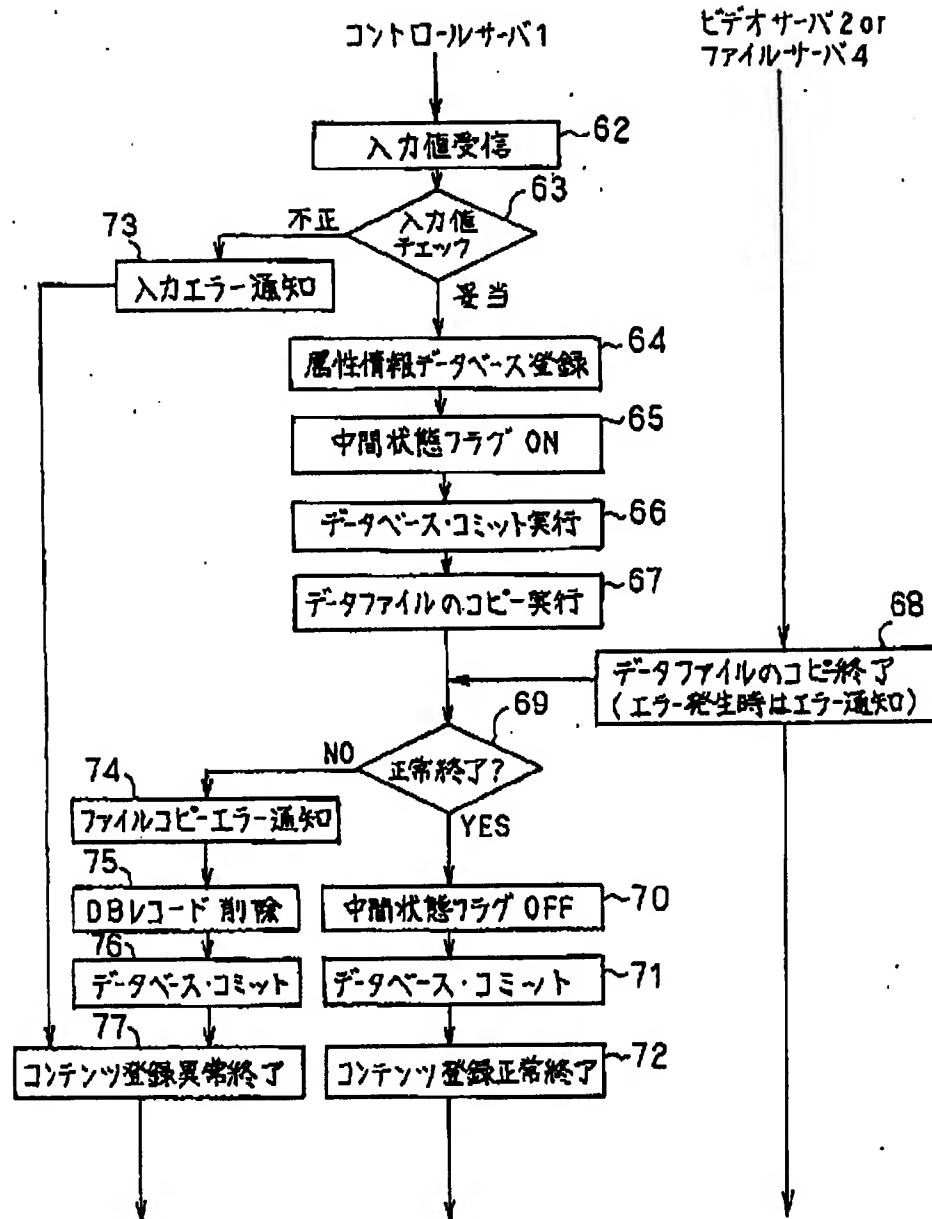 コントロールサーバ1
ビデオサーバ2 or
ファイルサーバ4
入力値受信
62
63
入力値
チェック
不正
73
入力エラー通知
妥当
64
属性情報データベース登録
65
中間状態フラグ ON
66
データベース・コミット実行
67
データファイルのコピー実行
68
データファイルのコピー終了
(エラー発生時はエラー通知)
69
正常終了?
NO
YES
74
ファイルコピーエラー通知
75
DBレコード削除
中間状態フラグ OFF
70
76
データベース・コミット
データベース・コミット
71
77
コンテンツ登録異常終了
コンテンツ登録正常終了
72